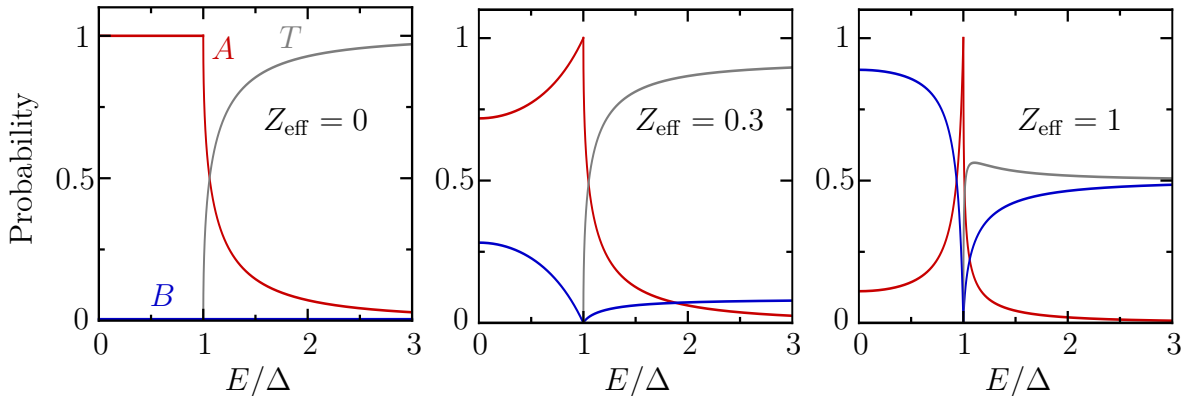 Probability
1
0.5
0
A
T
B
Z_eff = 0
0 1 2 3
E/Δ
1
0.5
0
Z_eff = 0.3
0 1 2 3
E/Δ
1
0.5
0
Z_eff = 1
0 1 2 3
E/Δ